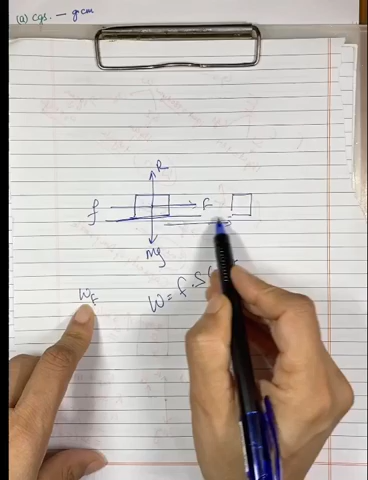 (a) cgs. — g cm
R
f F
mg
W_F
W = f.S